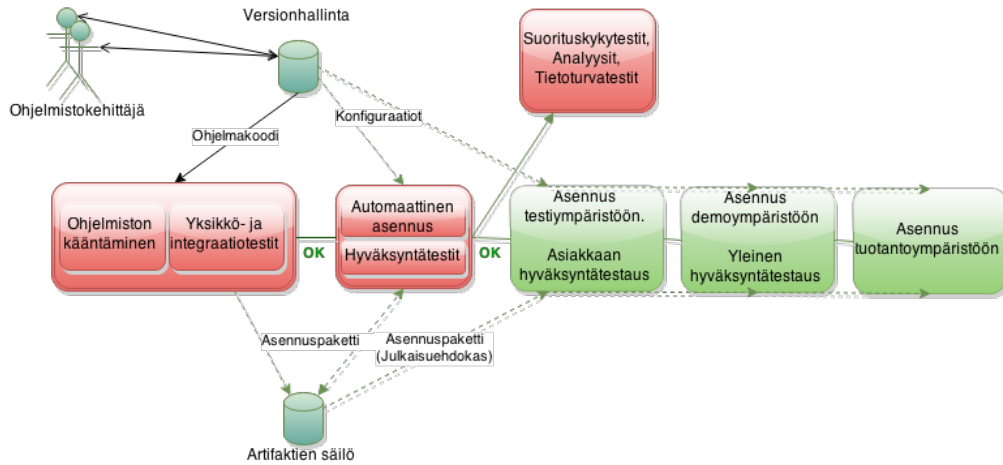 Versionhallinta
Ohjelmistokehittäjä
Suorituskykytestit,
Analyysit,
Tietoturvatestit
Konfiguraatiot
Ohjelmakoodi
Ohjelmiston
kääntäminen
Yksikkö- ja
integraatiotestit
OK
Automaattinen
asennus
Hyväksyntätestit
OK
Asennus
testiympäristöön.
Asiakkaan
hyväksyntätestaus
Asennus
demoympäristöön
Yleinen
hyväksyntätestaus
Asennus
tuotantoympäristöön
Asennuspaketti
Asennuspaketti
(Julkaisuehdokas)
Artifaktien säilö